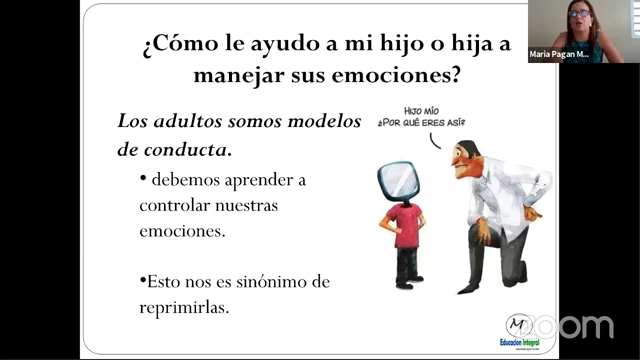 ¿Cómo le ayudo a mi hijo o hija a
manejar sus emociones?
Los adultos somos modelos
de conducta.
• debemos aprender a
controlar nuestras
emociones.
•Esto nos es sinónimo de
reprimirlas.
HIJO MÍO
¿POR QUÉ ERES ASÍ?
Maria Pagan M...
M
Educacion Integral
zoom